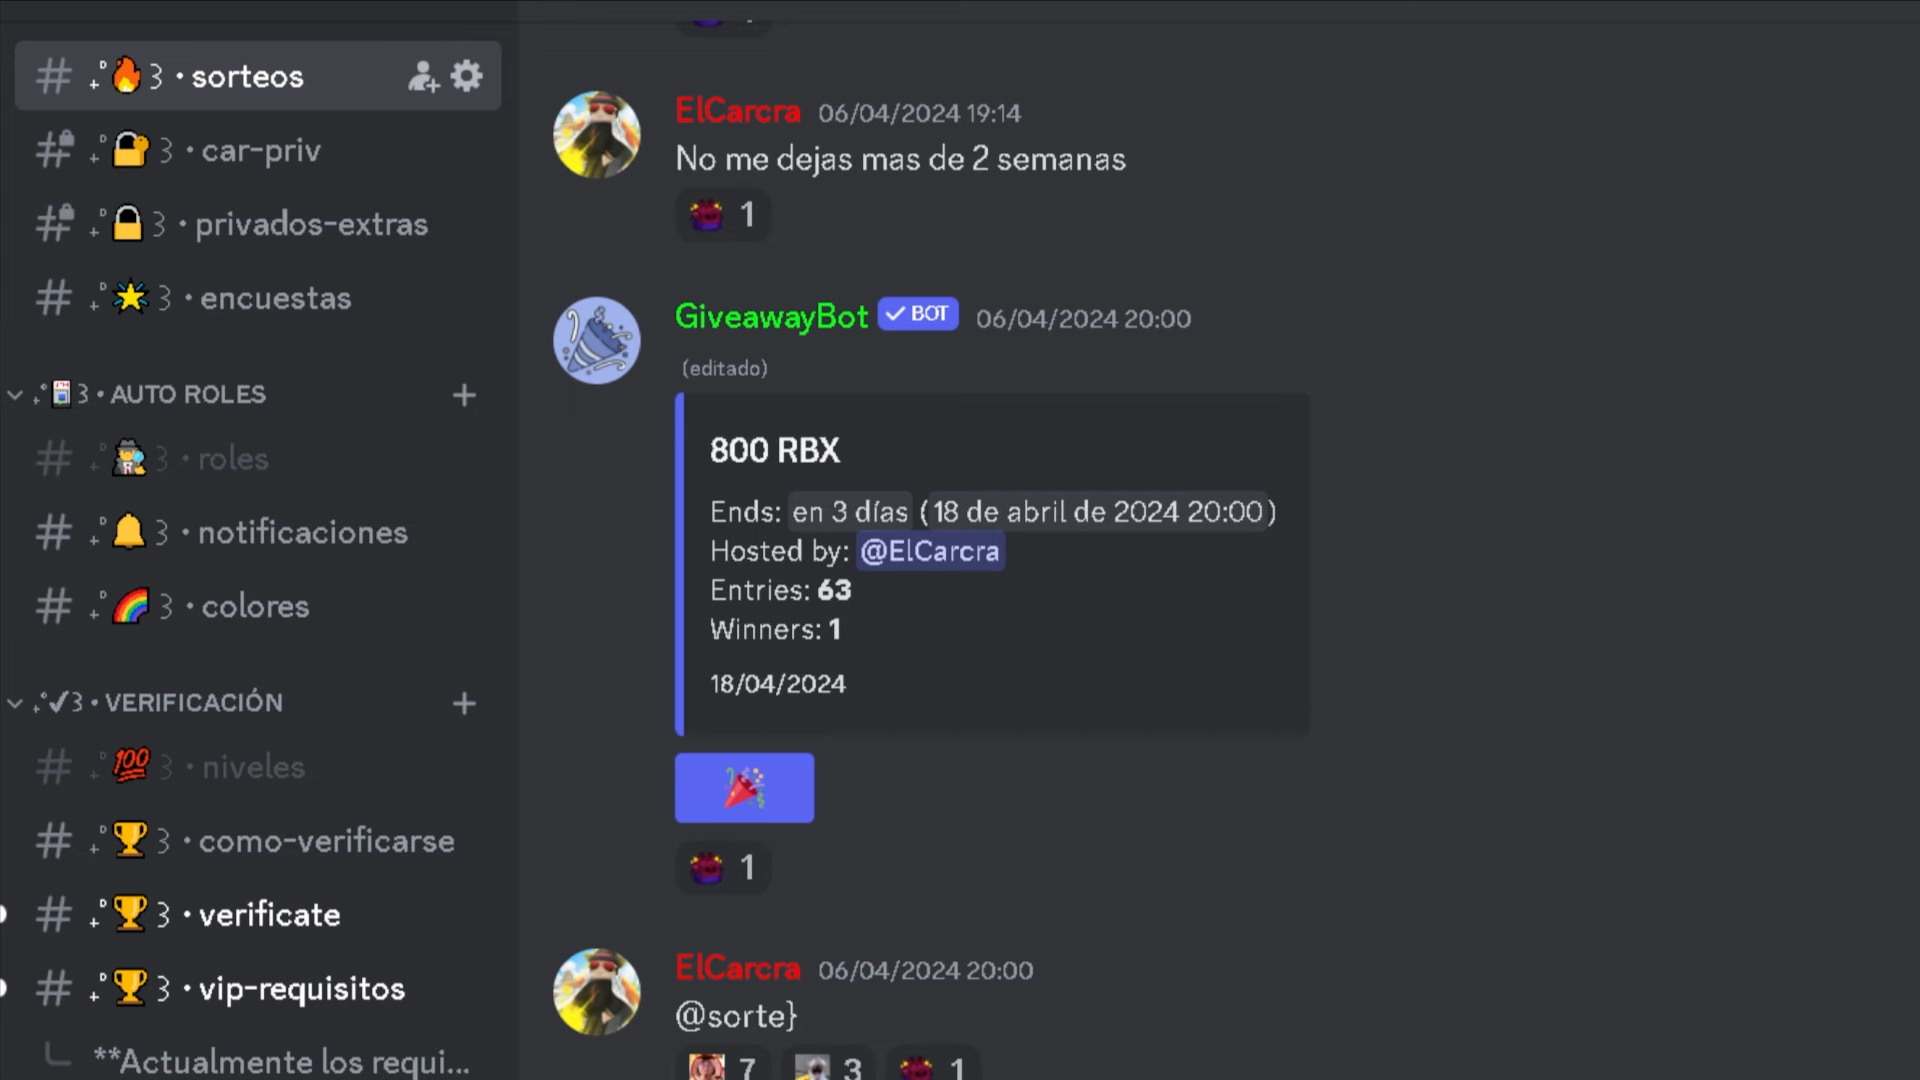 3 • sorteos
3 • car-priv
3 • privados-extras
3 • encuestas
3 • AUTO ROLES
3 • roles
3 • notificaciones
3 • colores
3 • VERIFICACIÓN
3 • niveles
3 • como-verificarse
3 • verificate
3 • vip-requisitos
**Actualmente los requi...
ElCarcra 06/04/2024 19:14
No me dejas mas de 2 semanas
1
GiveawayBot BOT 06/04/2024 20:00
(editado)
800 RBX
Ends: en 3 días (18 de abril de 2024 20:00)
Hosted by: @ElCarcra
Entries: 63
Winners: 1
18/04/2024
1
ElCarcra 06/04/2024 20:00
@sorte}
7 3 1